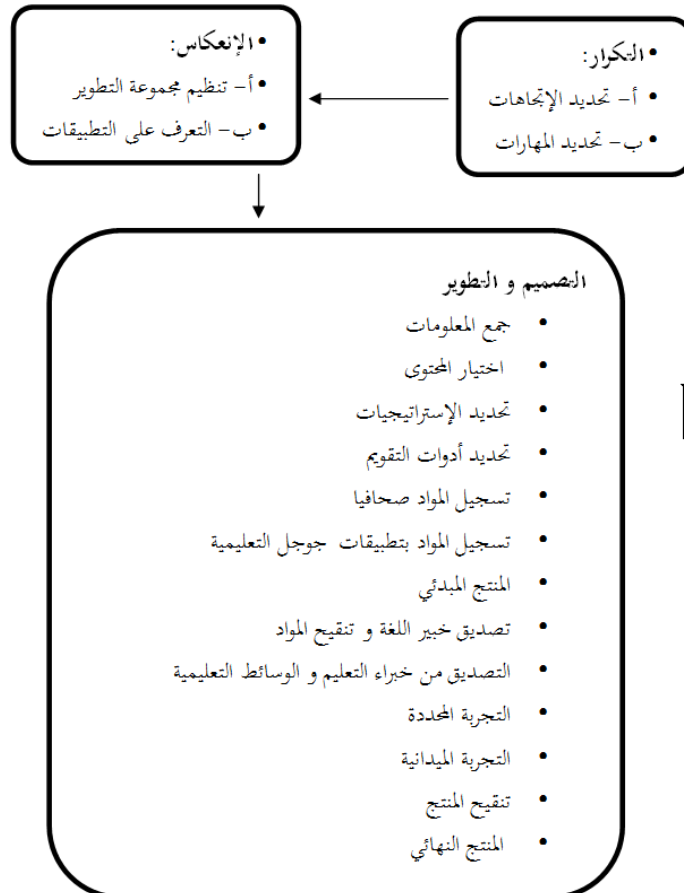 • التكرار:
• أ– تحديد الإتجاهات
• ب– تحديد المهارات
• الإنعكاس:
• أ– تنظيم مجموعة التطوير
• ب– التعرف على التطبيقات
التصميم و التطوير
• جمع المعلومات
• اختيار المحتوى
• تحديد الإستراتيجيات
• تحديد أدوات التقويم
• تسجيل المواد صحافيا
• تسجيل المواد بتطبيقات جوجل التعليمية
• المنتج المبدئي
• تصديق خبير اللغة و تنقيح المواد
• التصديق من خبراء التعليم و الوسائط التعليمية
• التجربة المحددة
• التجربة الميدانية
• تنقيح المنتج
• المنتج النهائي